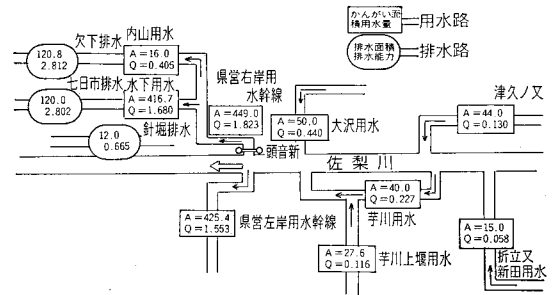 かんがい面
積用水量
用水路
排水面積
排水能力
排水路
欠下排水
120.8
2.812
内山用水
A=16.0
Q=0.405
七日市排水
120.0
2.802
水下用水
A=416.7
Q=1.680
針堀排水
12.0
0.665
県営右岸用
水幹線
A=449.0
Q=1.823
頭首新
A=50.0
Q=0.440
大沢用水
津久ノ又
A=44.0
Q=0.130
佐梨川
A=40.0
Q=0.227
芋川用水
A=425.4
Q=1.553
県営左岸用水幹線
A=27.6
Q=0.116
芋川上堰用水
A=15.0
Q=0.058
折立又
新田用水